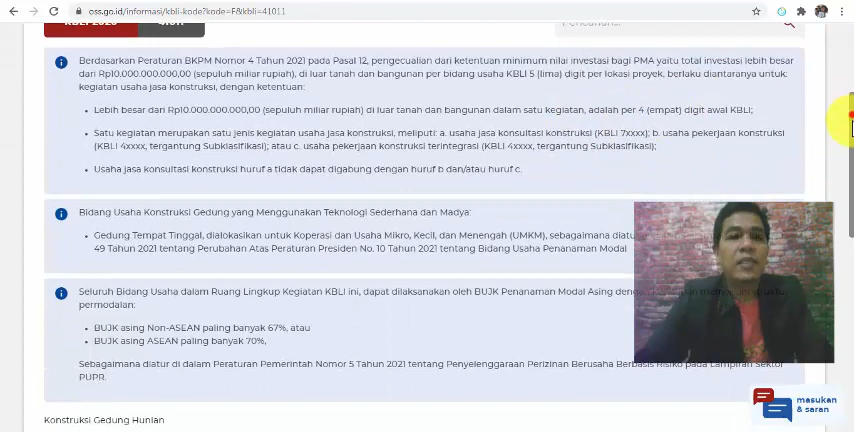 oss.go.id/informasi/kbli-kode?kode=F&kbli=41011
KBLI 2020
Pencarian...
Berdasarkan Peraturan BKPM Nomor 4 Tahun 2021 pada Pasal 12, pengecualian dari ketentuan minimum nilai investasi bagi PMA yaitu total investasi lebih besar
dari Rp10.000.000.000,00 (sepuluh miliar rupiah), di luar tanah dan bangunan per bidang usaha KBLI 5 (lima) digit per lokasi proyek, berlaku diantaranya untuk:
kegiatan usaha jasa konstruksi, dengan ketentuan:
• Lebih besar dari Rp10.000.000.000,00 (sepuluh miliar rupiah) di luar tanah dan bangunan dalam satu kegiatan, adalah per 4 (empat) digit awal KBLI;
• Satu kegiatan merupakan satu jenis kegiatan usaha jasa konstruksi, meliputi: a. usaha jasa konsultasi konstruksi (KBLI 7xxxx); b. usaha pekerjaan konstruksi
(KBLI 4xxxx, tergantung Subklasifikasi); atau c. usaha pekerjaan konstruksi terintegrasi (KBLI 4xxxx, tergantung Subklasifikasi);
• Usaha jasa konsultasi konstruksi huruf a tidak dapat digabung dengan huruf b dan/atau huruf c.
Bidang Usaha Konstruksi Gedung yang Menggunakan Teknologi Sederhana dan Madya:
• Gedung Tempat Tinggal, dialokasikan untuk Koperasi dan Usaha Mikro, Kecil, dan Menengah (UMKM), sebagaimana
49 Tahun 2021 tentang Perubahan Atas Peraturan Presiden No. 10 Tahun 2021 tentang Bidang Usaha Penanaman Modal
Seluruh Bidang Usaha dalam Ruang Lingkup Kegiatan KBLI ini, dapat dilaksanakan oleh BUJK Penanaman Modal Asing
permodalan:
• BUJK asing Non-ASEAN paling banyak 67%, atau
• BUJK asing ASEAN paling banyak 70%,
Sebagaimana diatur di dalam Peraturan Pemerintah Nomor 5 Tahun 2021 tentang Penyelenggaraan Perizinan Berusaha Berbasis Risiko pada Lampiran Sektor
PUPR.
masukan
& saran
Konstruksi Gedung Hunian